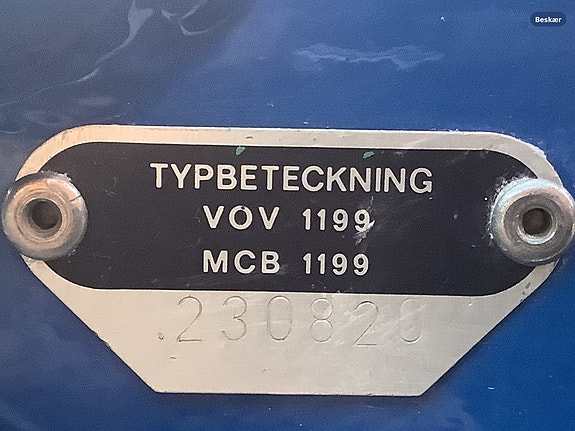 Beskær
TYPBETECKNING
VOV 1199
MCB 1199